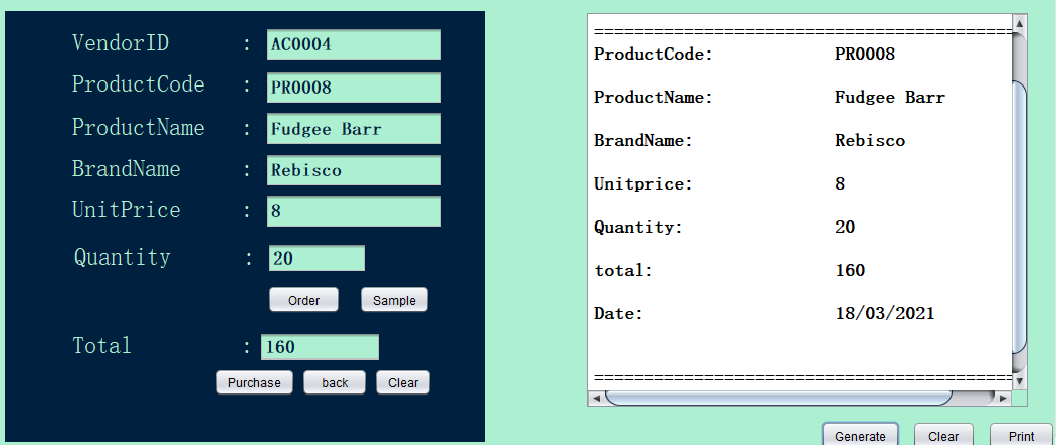 VendorID : AC0004
ProductCode : PR0008
ProductName : Fudgee Barr
BrandName : Rebisco
UnitPrice : 8
Quantity : 20
Order Sample
Total : 160
Purchase back Clear
==========================================
ProductCode: PR0008
ProductName: Fudgee Barr
BrandName: Rebisco
Unitprice: 8
Quantity: 20
total: 160
Date: 18/03/2021
==========================================
Generate Clear Print